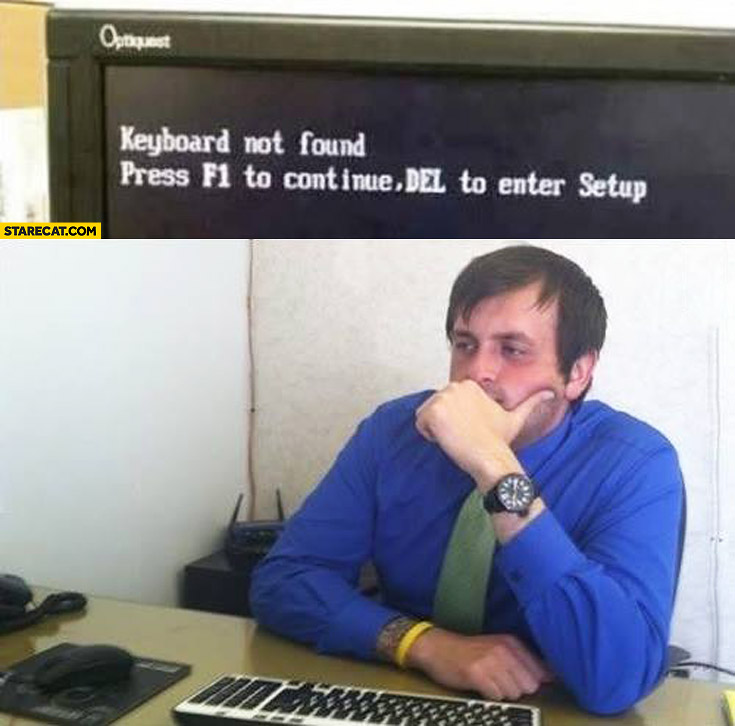 Optiquest
Keyboard not found
Press F1 to continue,DEL to enter Setup
STARECAT.COM